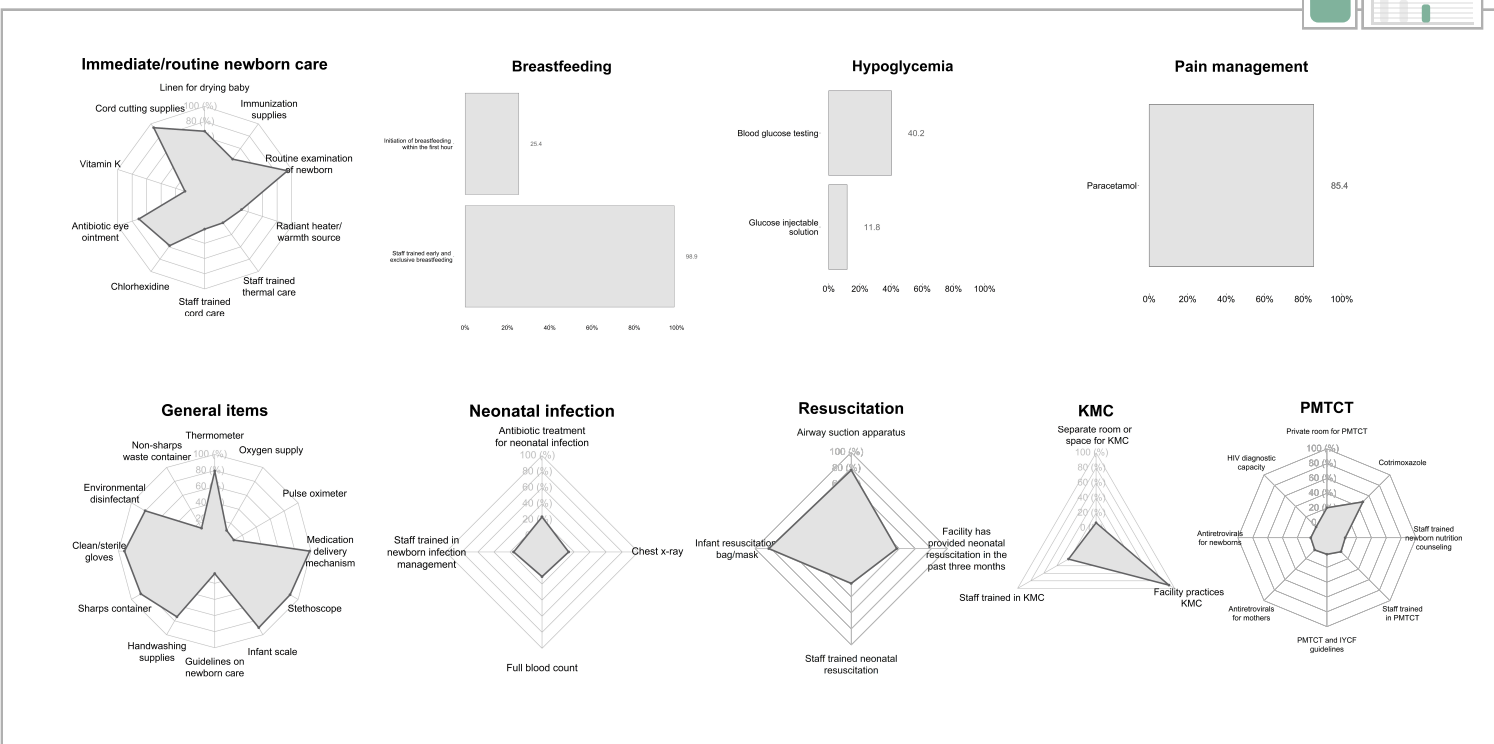 Immediate/routine newborn care
Linen for drying baby
Cord cutting supplies
100 (%)
Immunization
supplies
80 (%)
Vitamin K
Routine examination
of newborn
Antibiotic eye
ointment
Radiant heater/
warmth source
Chlorhexidine
Staff trained
thermal care
Staff trained
cord care
Breastfeeding
Initiation of breastfeeding
within the first hour
25.4
Staff trained early and
exclusive breastfeeding
98.9
0% 20% 40% 60% 80% 100%
Hypoglycemia
Blood glucose testing
40.2
Glucose injectable
solution
11.8
0% 20% 40% 60% 80% 100%
Pain management
Paracetamol
85.4
0% 20% 40% 60% 80% 100%
General items
Thermometer
Non-sharps
waste container
Oxygen supply
100 (%)
80 (%)
60
40
Environmental
disinfectant
Pulse oximeter
Clean/sterile
gloves
Medication
delivery
mechanism
Sharps container
Stethoscope
Handwashing
supplies
Guidelines on
newborn care
Infant scale
Neonatal infection
Antibiotic treatment
for neonatal infection
100 (%)
80 (%)
60 (%)
40 (%)
20 (%)
Staff trained in
newborn infection
management
Chest x-ray
Full blood count
Resuscitation
Airway suction apparatus
100 (%)
80 (%)
Infant resuscitation
bag/mask
Facility has
provided neonatal
resuscitation in the
past three months
Staff trained neonatal
resuscitation
KMC
Separate room or
space for KMC
100 (%)
80 (%)
60 (%)
40 (%)
20 (%)
Staff trained in KMC
Facility practices
KMC
PMTCT
Private room for PMTCT
HIV diagnostic
capacity
100 (%)
80 (%)
60 (%)
40 (%)
20 (%)
Cotrimoxazole
Antiretrovirals
for newborns
Staff trained
newborn nutrition
counseling
Antiretrovirals
for mothers
Staff trained
in PMTCT
PMTCT and IYCF
guidelines